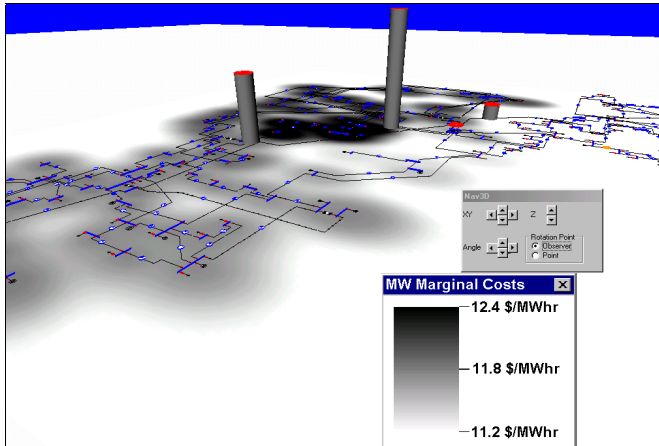 Nav3D
XY
Z
Angle
Rotation Point
Observer
Point
MW Marginal Costs
12.4 $/MWhr
11.8 $/MWhr
11.2 $/MWhr